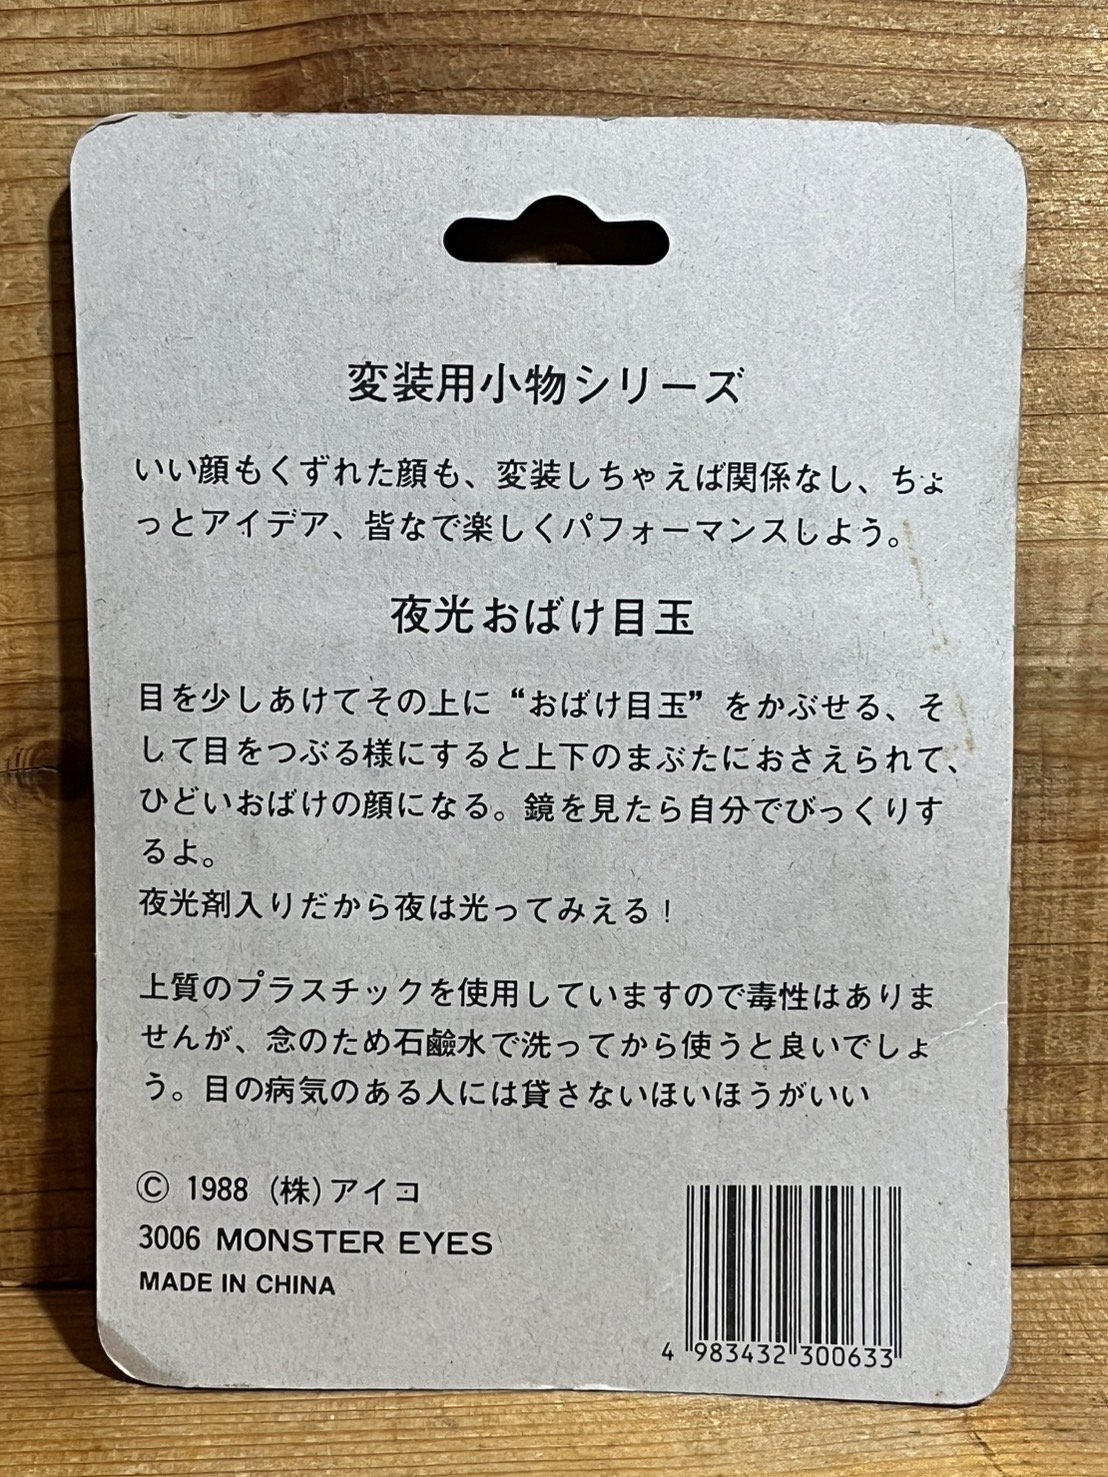 変装用小物シリーズ
いい顔もくずれた顔も、変装しちゃえば関係なし、ちょ
っとアイデア、皆なで楽しくパフォーマンスしよう。
夜光おばけ目玉
目を少しあけてその上に“おばけ目玉”をかぶせる、そ
して目をつぶる様にすると上下のまぶたにおさえられて、
ひどいおばけの顔になる。鏡を見たら自分でびっくりす
るよ。
夜光剤入りだから夜は光ってみえる！
上質のプラスチックを使用していますので毒性はありま
せんが、念のため石鹼水で洗ってから使うと良いでしょ
う。目の病気のある人には貸さないほいほうがいい
© 1988 (株)アイコ
3006 MONSTER EYES
MADE IN CHINA
4 983432 300633